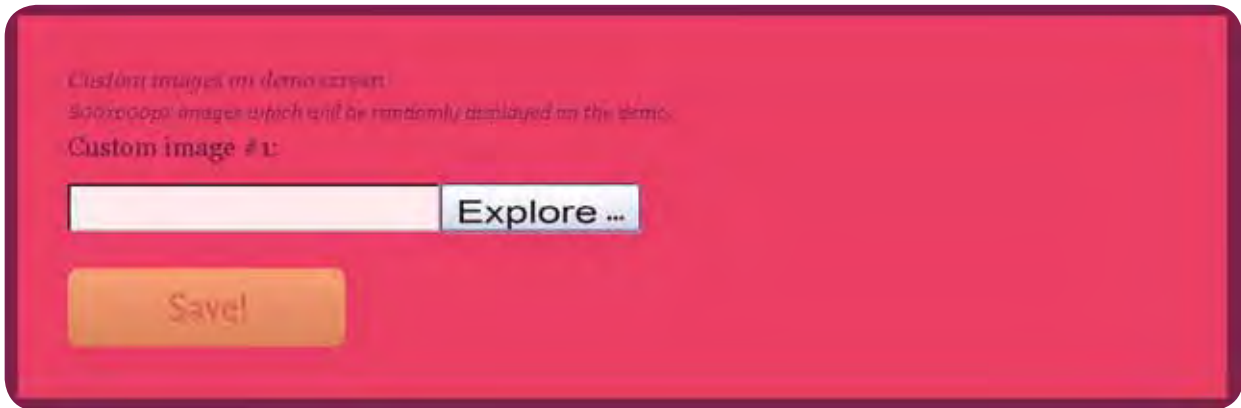 Custom images on demo screen
images which will be randomly displayed on the demo.
Custom image #1:
Explore ...
Save!